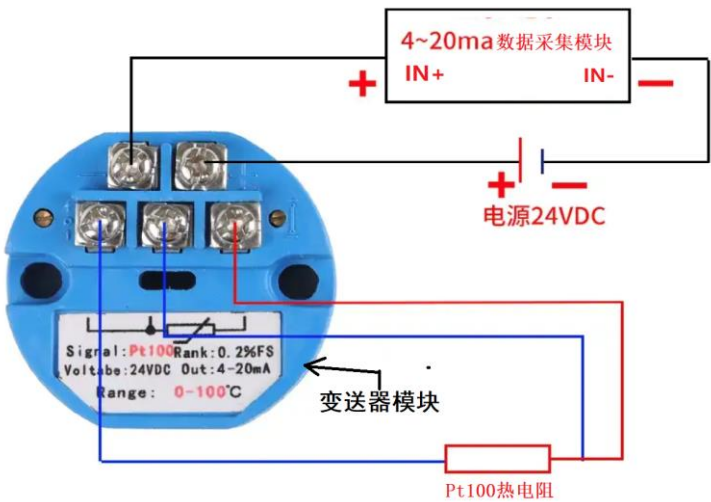 4~20ma数据采集模块
IN+ IN-
+ —
+ —
电源24VDC
Signal:Pt100 Rank:0.2%FS
Voltabe:24VDC Out:4-20mA
Range: 0-100℃
变送器模块
Pt100热电阻